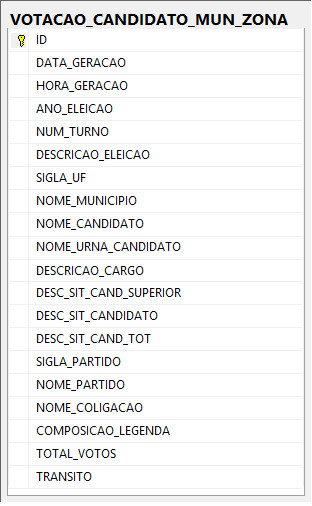 VOTACAO_CANDIDATO_MUN_ZONA
ID
DATA_GERACAO
HORA_GERACAO
ANO_ELEICAO
NUM_TURNO
DESCRICAO_ELEICAO
SIGLA_UF
NOME_MUNICIPIO
NOME_CANDIDATO
NOME_URNA_CANDIDATO
DESCRICAO_CARGO
DESC_SIT_CAND_SUPERIOR
DESC_SIT_CANDIDATO
DESC_SIT_CAND_TOT
SIGLA_PARTIDO
NOME_PARTIDO
NOME_COLIGACAO
COMPOSICAO_LEGENDA
TOTAL_VOTOS
TRANSITO